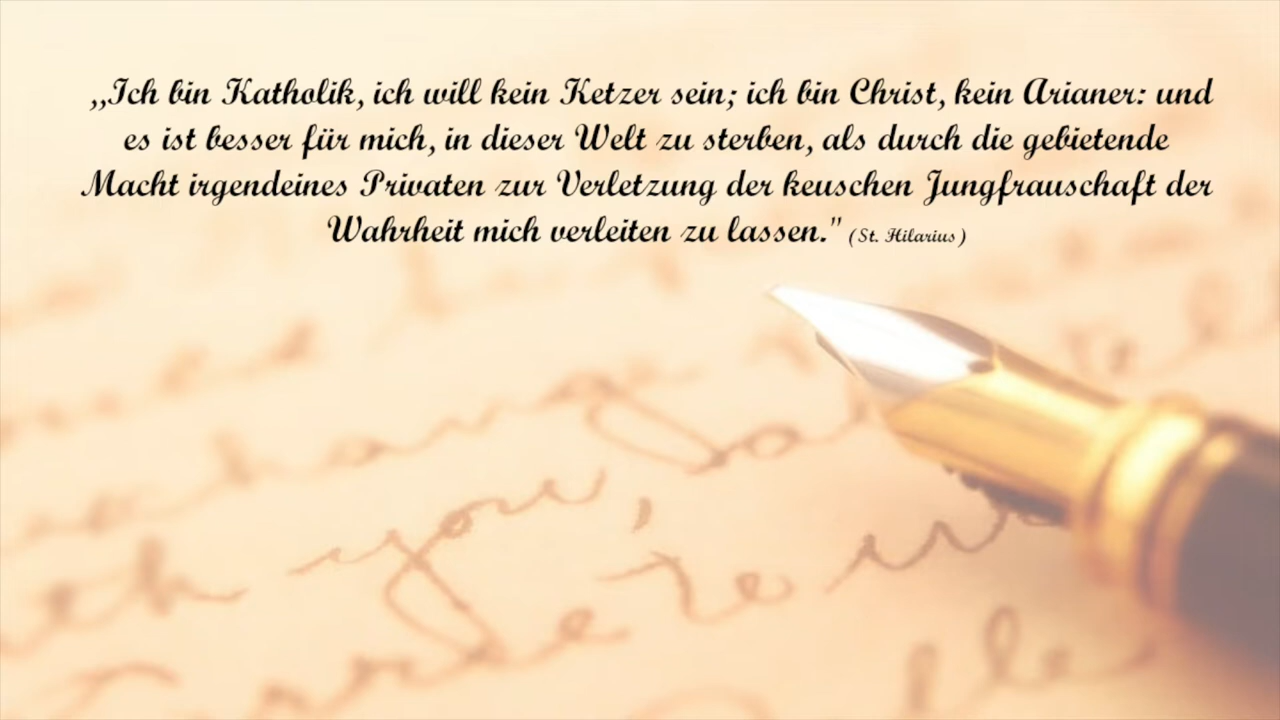 „Ich bin Katholik, ich will kein Ketzer sein; ich bin Christ, kein Arianer: und
es ist besser für mich, in dieser Welt zu sterben, als durch die gebietende
Macht irgendeines Privaten zur Verletzung der keuschen Jungfrauschaft der
Wahrheit mich verleiten zu lassen." (St. Hilarius)
you,